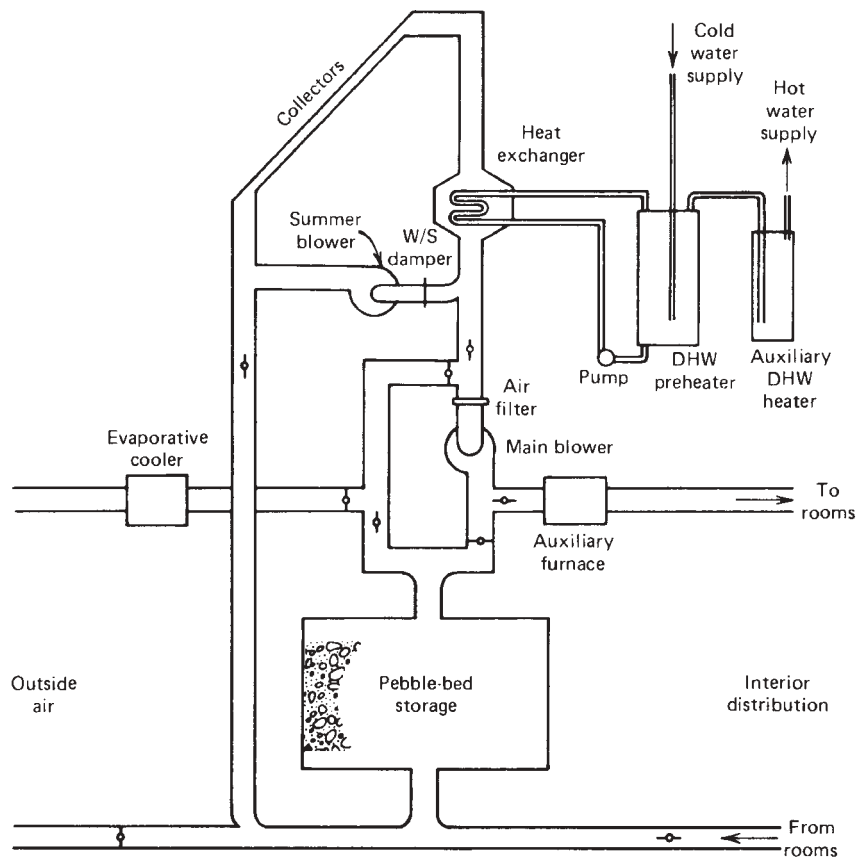 Cold
water
supply
Hot
water
supply
Collectors
Heat
exchanger
Summer
blower
W/S
damper
Pump
DHW
preheater
Auxiliary
DHW
heater
Air
filter
Evaporative
cooler
Main blower
To
rooms
Auxiliary
furnace
Outside
air
Pebble-bed
storage
Interior
distribution
From
rooms